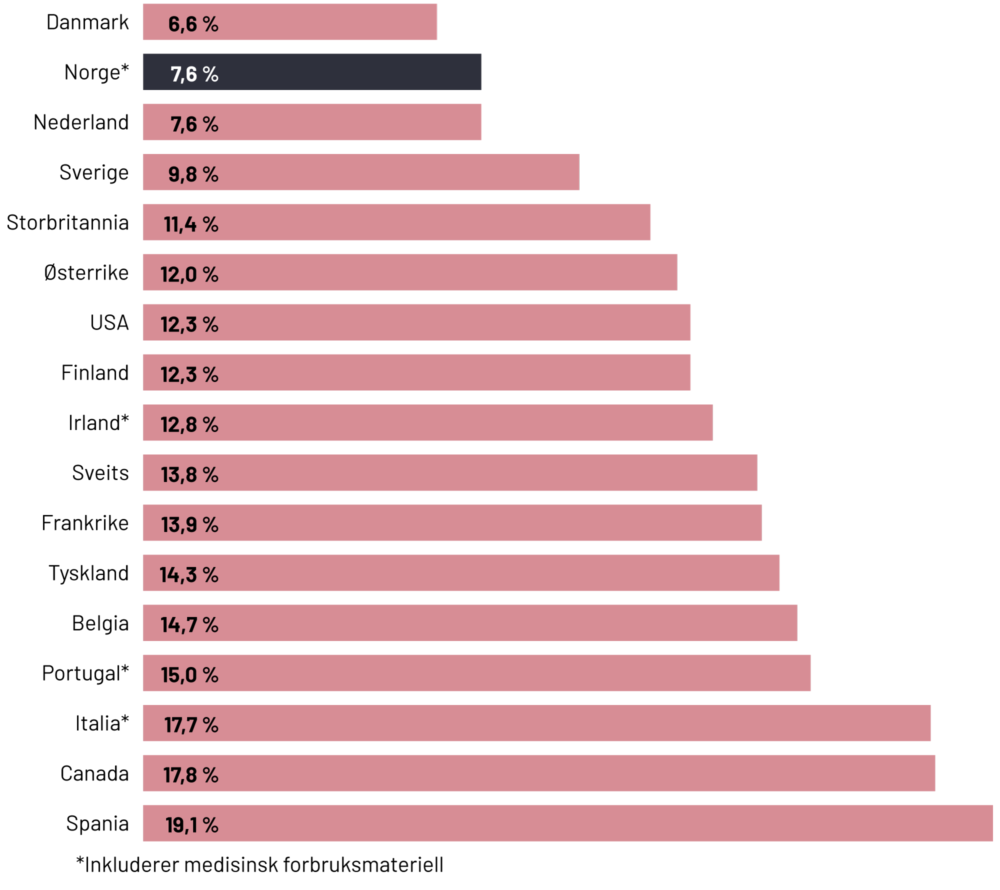 Danmark 6,6 %
Norge* 7,6 %
Nederland 7,6 %
Sverige 9,8 %
Storbritannia 11,4 %
Østerrike 12,0 %
USA 12,3 %
Finland 12,3 %
Irland* 12,8 %
Sveits 13,8 %
Frankrike 13,9 %
Tyskland 14,3 %
Belgia 14,7 %
Portugal* 15,0 %
Italia* 17,7 %
Canada 17,8 %
Spania 19,1 %
*Inkluderer medisinsk forbruksmateriell